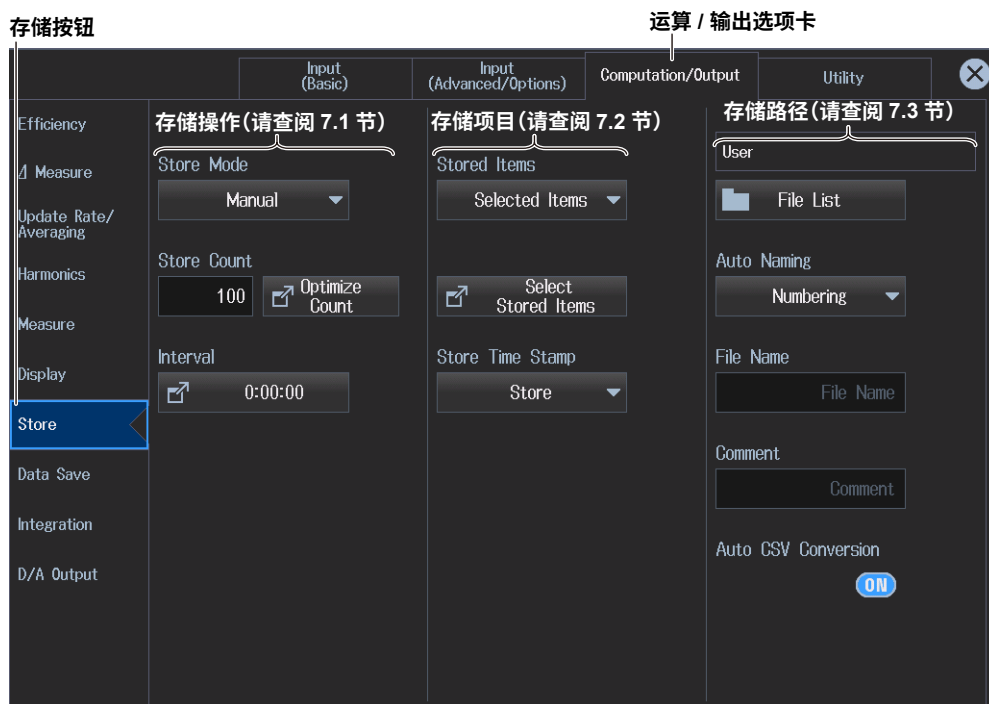 存储按钮
运算 / 输出选项卡
Input
(Basic)
Input
(Advanced/Options)
Computation/Output
Utility
Efficiency
⊿ Measure
Update Rate/
Averaging
Harmonics
Measure
Display
Store
Data Save
Integration
D/A Output
存储操作(请查阅 7.1 节)
Store Mode
Manual
Store Count
100
Optimize
Count
Interval
0:00:00
存储项目(请查阅 7.2 节)
Stored Items
Selected Items
Select
Stored Items
Store Time Stamp
Store
存储路径(请查阅 7.3 节)
User
File List
Auto Naming
Numbering
File Name
File Name
Comment
Comment
Auto CSV Conversion
ON